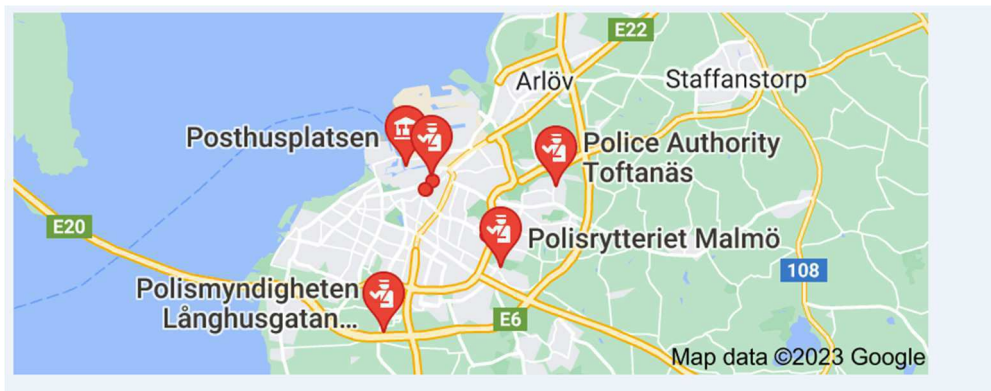 E22
Arlöv
Staffanstorp
Posthusplatsen
Police Authority
Toftanäs
E20
Polisrytteriet Malmö
108
Polismyndigheten
Långhusgatan...
E6
Map data ©2023 Google